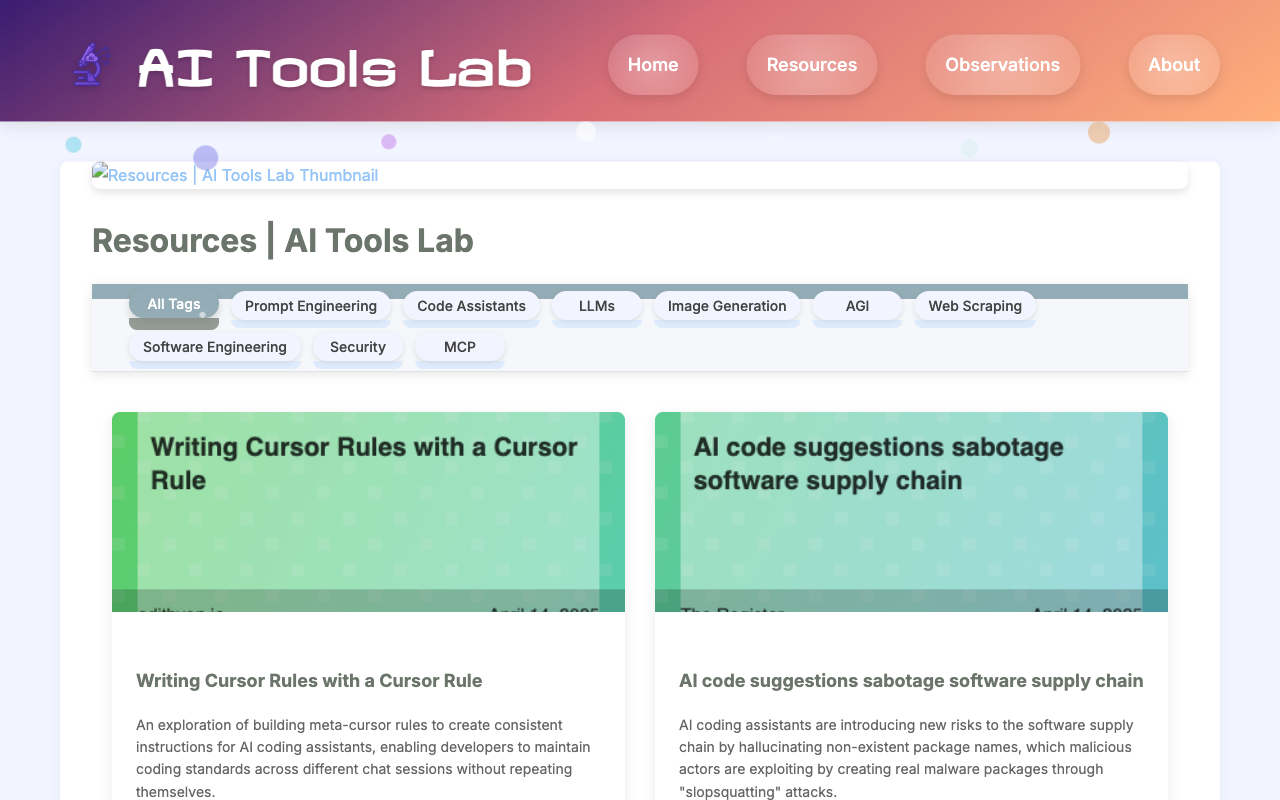 AI Tools Lab
Home
Resources
Observations
About
Resources | AI Tools Lab Thumbnail
Resources | AI Tools Lab
All Tags
Prompt Engineering
Code Assistants
LLMs
Image Generation
AGI
Web Scraping
Software Engineering
Security
MCP
Writing Cursor Rules with a Cursor
Rule
April 14, 2025
Writing Cursor Rules with a Cursor Rule
An exploration of building meta-cursor rules to create consistent
instructions for AI coding assistants, enabling developers to maintain
coding standards across different chat sessions without repeating
themselves.
AI code suggestions sabotage
software supply chain
The Register
April 14, 2025
AI code suggestions sabotage software supply chain
AI coding assistants are introducing new risks to the software supply
chain by hallucinating non-existent package names, which malicious
actors are exploiting by creating real malware packages through
"slopsquatting" attacks.